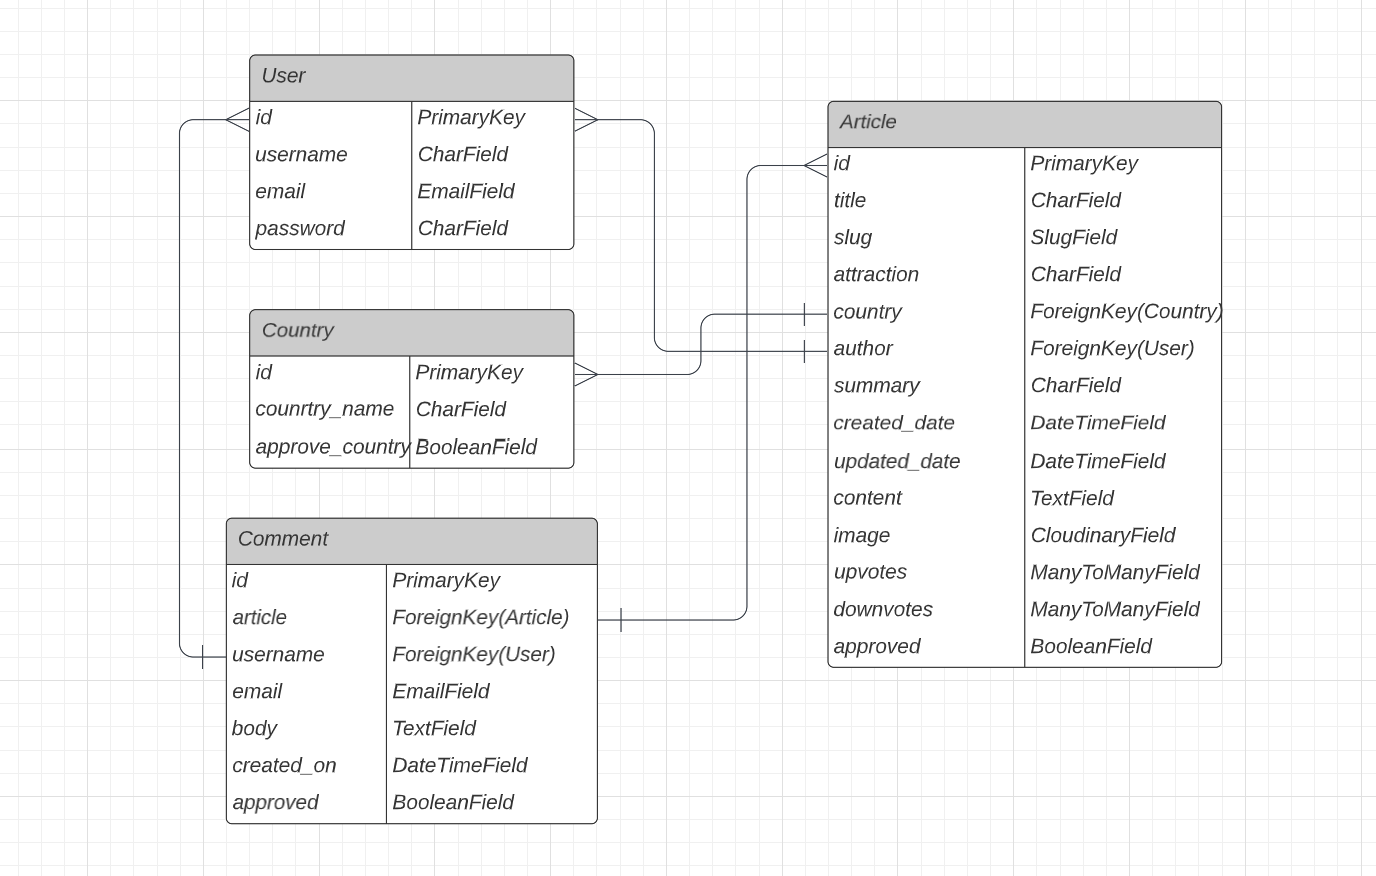 User
id PrimaryKey
username CharField
email EmailField
password CharField
Country
id PrimaryKey
counrtry_name CharField
approve_country BooleanField
Comment
id PrimaryKey
article ForeignKey(Article)
username ForeignKey(User)
email EmailField
body TextField
created_on DateTimeField
approved BooleanField
Article
id PrimaryKey
title CharField
slug SlugField
attraction CharField
country ForeignKey(Country)
author ForeignKey(User)
summary CharField
created_date DateTimeField
updated_date DateTimeField
content TextField
image CloudinaryField
upvotes ManyToManyField
downvotes ManyToManyField
approved BooleanField